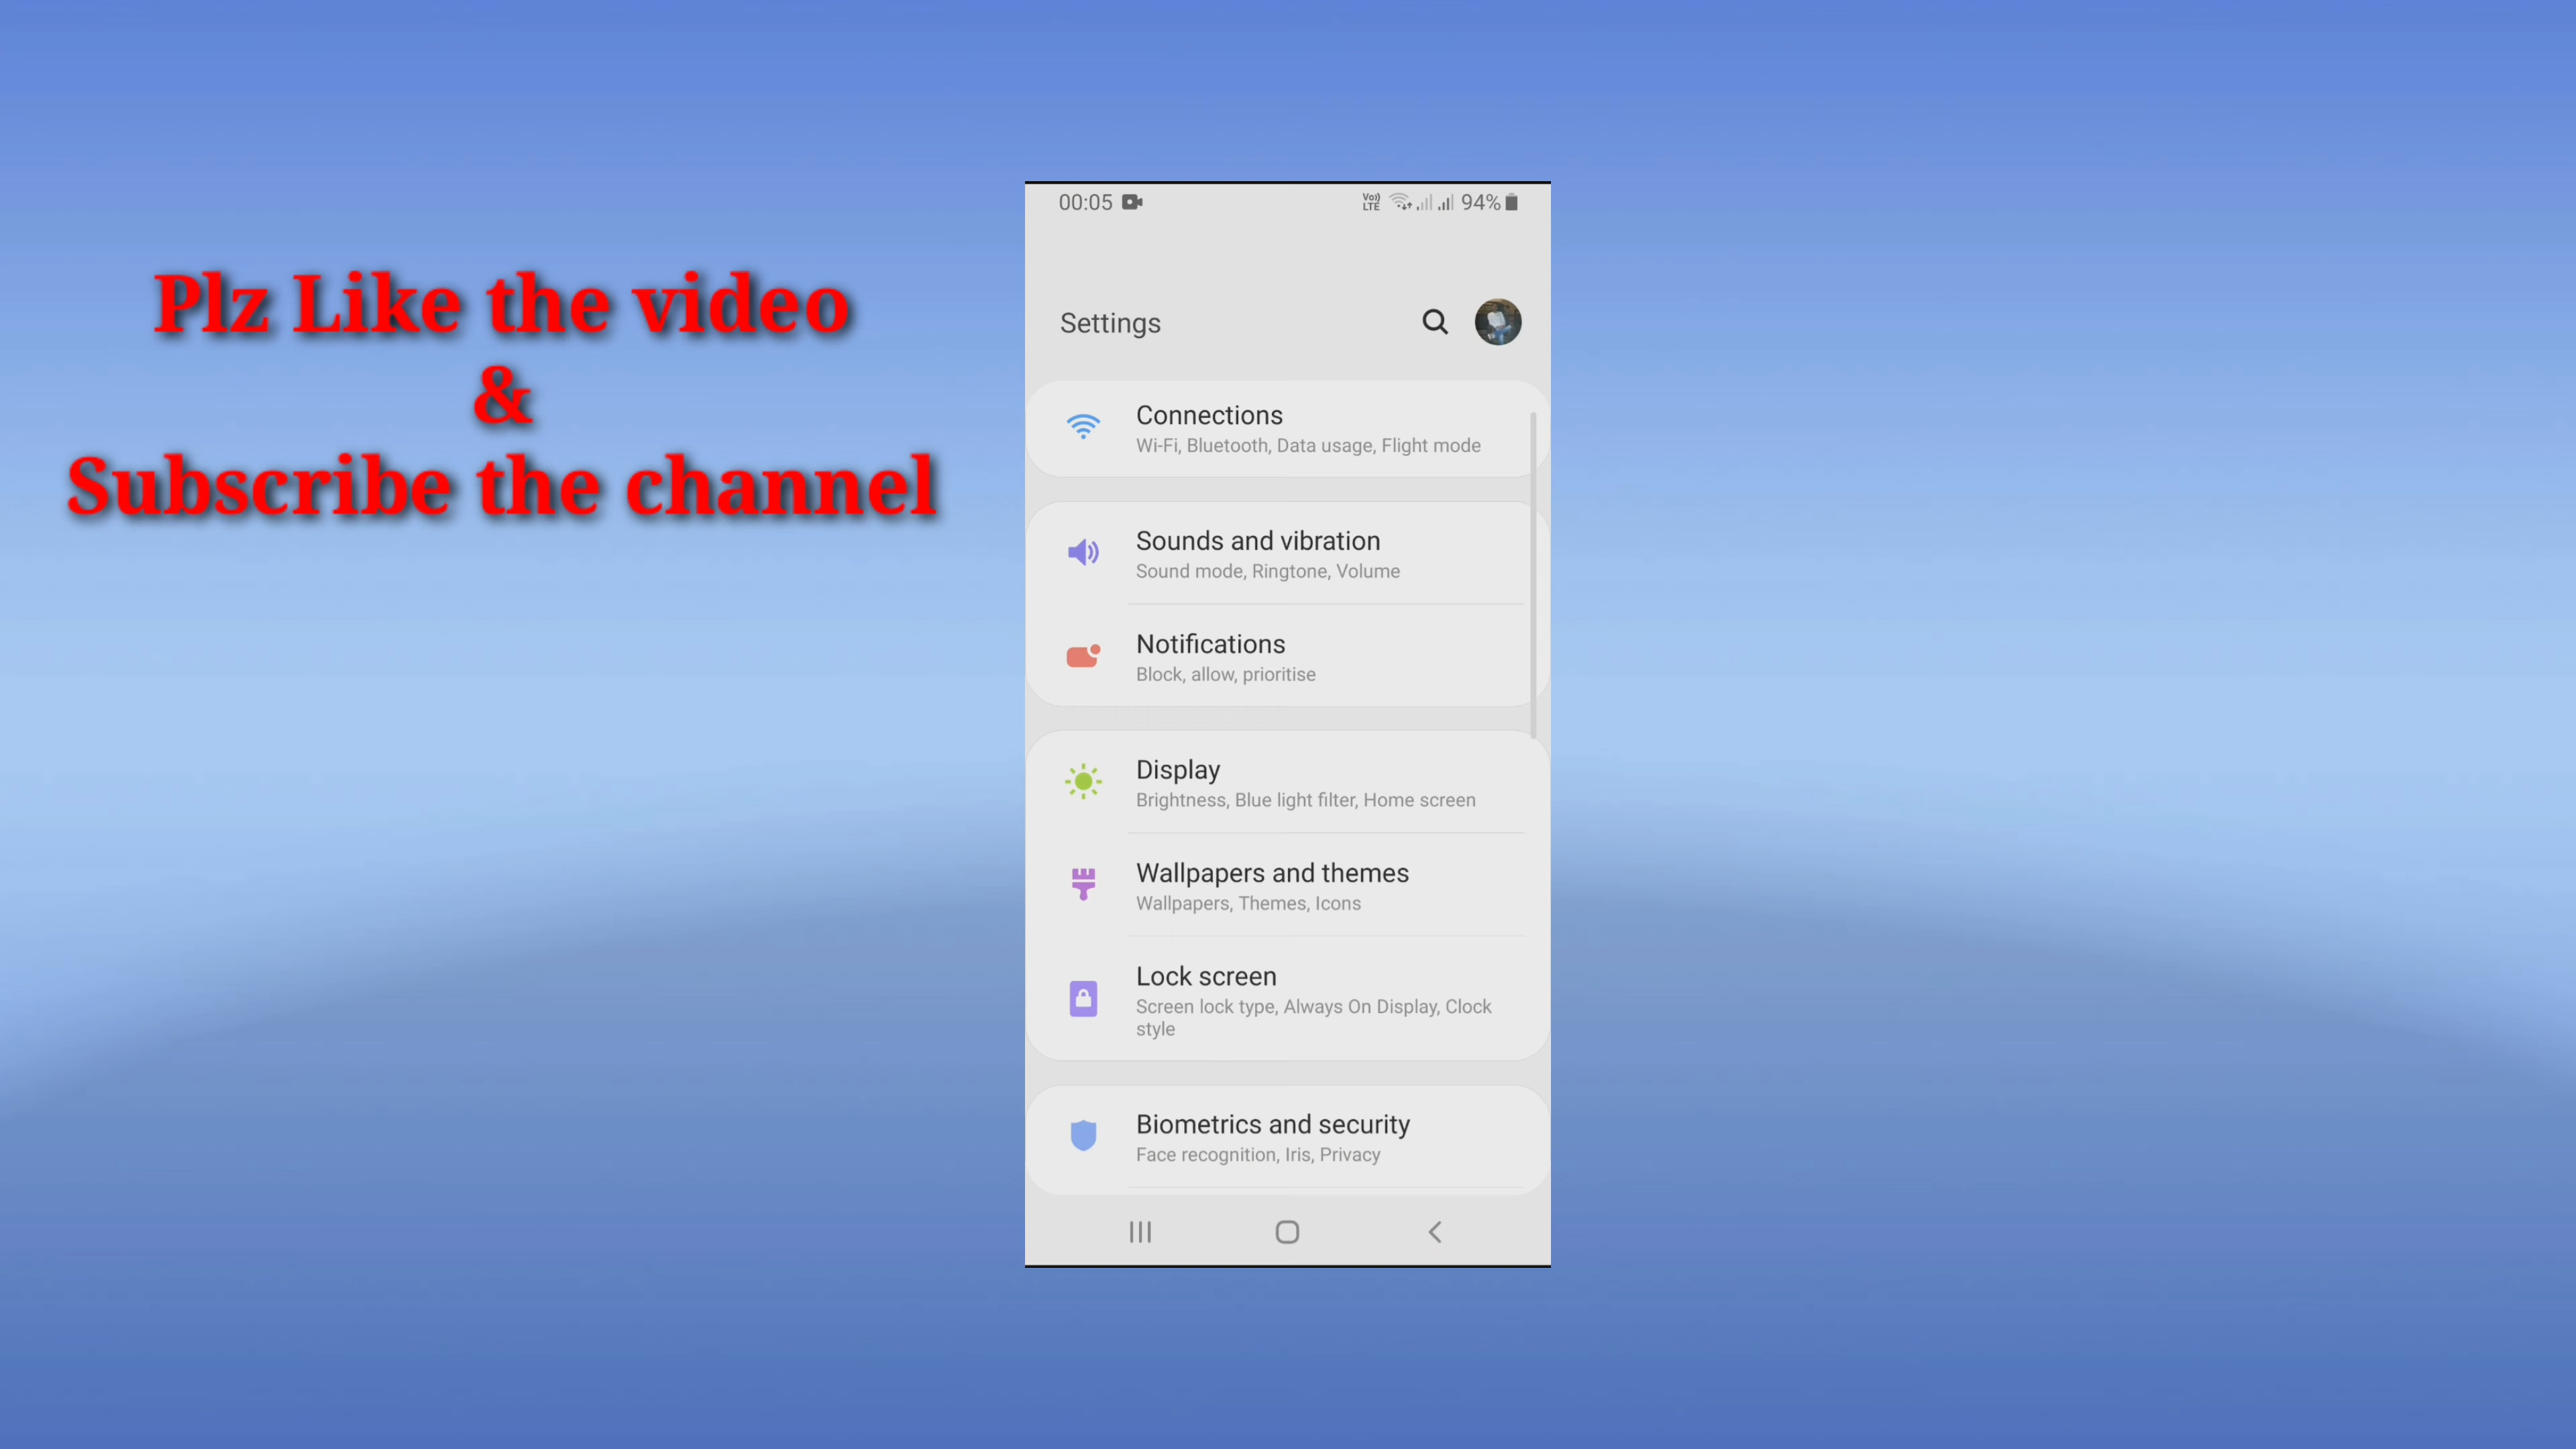 Plz Like the video
&
Subscribe the channel
00:05
Vo)) LTE 94%
Settings
Connections
Wi-Fi, Bluetooth, Data usage, Flight mode
Sounds and vibration
Sound mode, Ringtone, Volume
Notifications
Block, allow, prioritise
Display
Brightness, Blue light filter, Home screen
Wallpapers and themes
Wallpapers, Themes, Icons
Lock screen
Screen lock type, Always On Display, Clock
style
Biometrics and security
Face recognition, Iris, Privacy